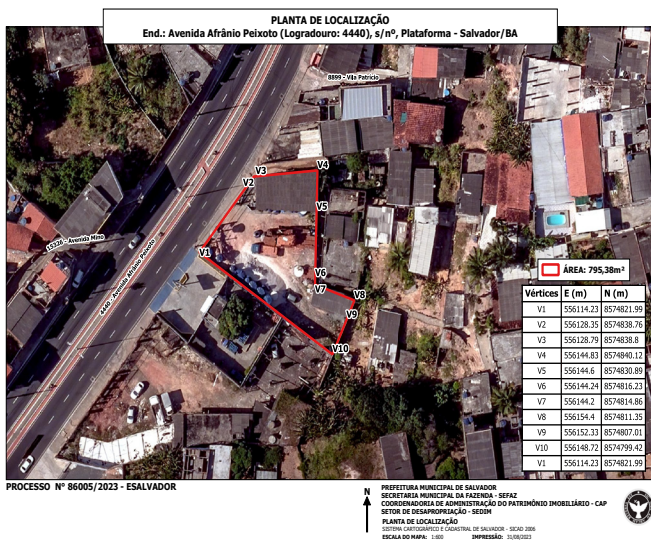 PLANTA DE LOCALIZAÇÃO
End.: Avenida Afrânio Peixoto (Logradouro: 4440), s/nº, Plataforma - Salvador/BA
8899 - Vila Patrício
V3
V4
V2
V5
15226 - Avenida Mino
V1
4440 - Avenida Afrânio Peixoto
V6
V7
V8
V9
V10
ÁREA: 795,38m²
Vértices E (m) N (m)
V1 556114.23 8574821.99
V2 556128.35 8574838.76
V3 556128.79 8574838.8
V4 556144.83 8574840.12
V5 556144.6 8574830.89
V6 556144.24 8574816.23
V7 556144.2 8574814.86
V8 556154.4 8574811.35
V9 556152.33 8574807.01
V10 556148.72 8574799.42
V1 556114.23 8574821.99
PROCESSO Nº 86005/2023 - ESALVADOR
N
PREFEITURA MUNICIPAL DE SALVADOR
SECRETARIA MUNICIPAL DA FAZENDA - SEFAZ
COORDENADORIA DE ADMINISTRAÇÃO DO PATRIMÔNIO IMOBILIÁRIO - CAP
SETOR DE DESAPROPRIAÇÃO - SEDIM
PLANTA DE LOCALIZAÇÃO
SISTEMA CARTOGRÁFICO E CADASTRAL DE SALVADOR - SICAD 2006
ESCALA DO MAPA: 1:600 IMPRESSÃO: 31/08/2023